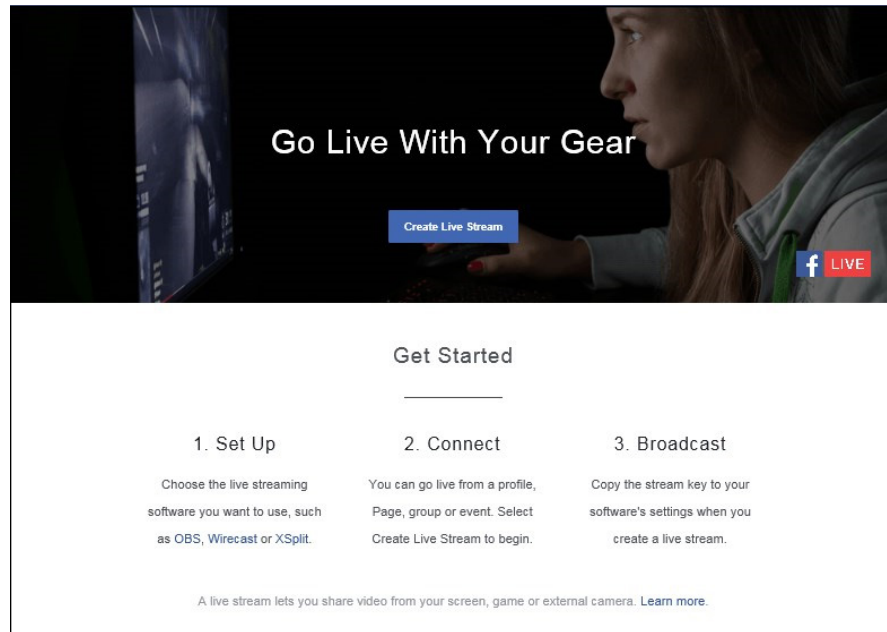 Go Live With Your Gear
Create Live Stream
f LIVE
Get Started
1. Set Up
Choose the live streaming
software you want to use, such
as OBS, Wirecast or XSplit.
2. Connect
You can go live from a profile,
Page, group or event. Select
Create Live Stream to begin.
3. Broadcast
Copy the stream key to your
software's settings when you
create a live stream.
A live stream lets you share video from your screen, game or external camera. Learn more.